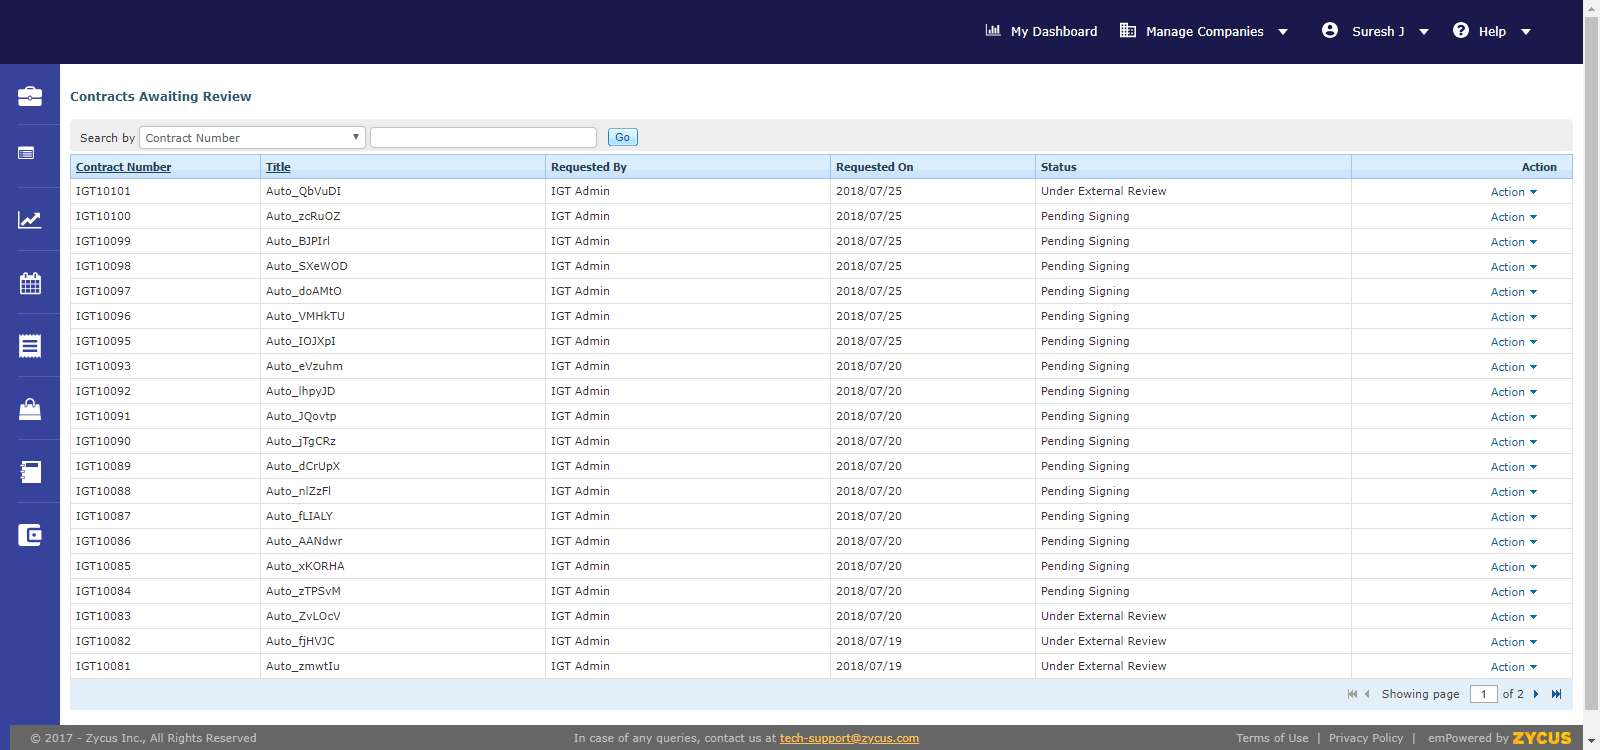 My Dashboard Manage Companies Suresh J Help
Contracts Awaiting Review
Search by Contract Number Go
Contract Number Title Requested By Requested On Status Action
IGT10101 Auto_QbVuDI IGT Admin 2018/07/25 Under External Review Action
IGT10100 Auto_zcRuOZ IGT Admin 2018/07/25 Pending Signing Action
IGT10099 Auto_BJPIrl IGT Admin 2018/07/25 Pending Signing Action
IGT10098 Auto_SXeWOD IGT Admin 2018/07/25 Pending Signing Action
IGT10097 Auto_doAMtO IGT Admin 2018/07/25 Pending Signing Action
IGT10096 Auto_VMHkTU IGT Admin 2018/07/25 Pending Signing Action
IGT10095 Auto_IOJXpI IGT Admin 2018/07/25 Pending Signing Action
IGT10093 Auto_eVzuhm IGT Admin 2018/07/20 Pending Signing Action
IGT10092 Auto_lhpyJD IGT Admin 2018/07/20 Pending Signing Action
IGT10091 Auto_JQovtp IGT Admin 2018/07/20 Pending Signing Action
IGT10090 Auto_jTgCRz IGT Admin 2018/07/20 Pending Signing Action
IGT10089 Auto_dCrUpX IGT Admin 2018/07/20 Pending Signing Action
IGT10088 Auto_nlZzFl IGT Admin 2018/07/20 Pending Signing Action
IGT10087 Auto_fLIALY IGT Admin 2018/07/20 Pending Signing Action
IGT10086 Auto_AANdwr IGT Admin 2018/07/20 Pending Signing Action
IGT10085 Auto_xKORHA IGT Admin 2018/07/20 Pending Signing Action
IGT10084 Auto_zTPSvM IGT Admin 2018/07/20 Pending Signing Action
IGT10083 Auto_ZvLOcV IGT Admin 2018/07/20 Under External Review Action
IGT10082 Auto_fjHVJC IGT Admin 2018/07/19 Under External Review Action
IGT10081 Auto_zmwtIu IGT Admin 2018/07/19 Under External Review Action
Showing page 1 of 2
© 2017 - Zycus Inc., All Rights Reserved In case of any queries, contact us at tech-support@zycus.com Terms of Use | Privacy Policy | emPowered by ZYCUS